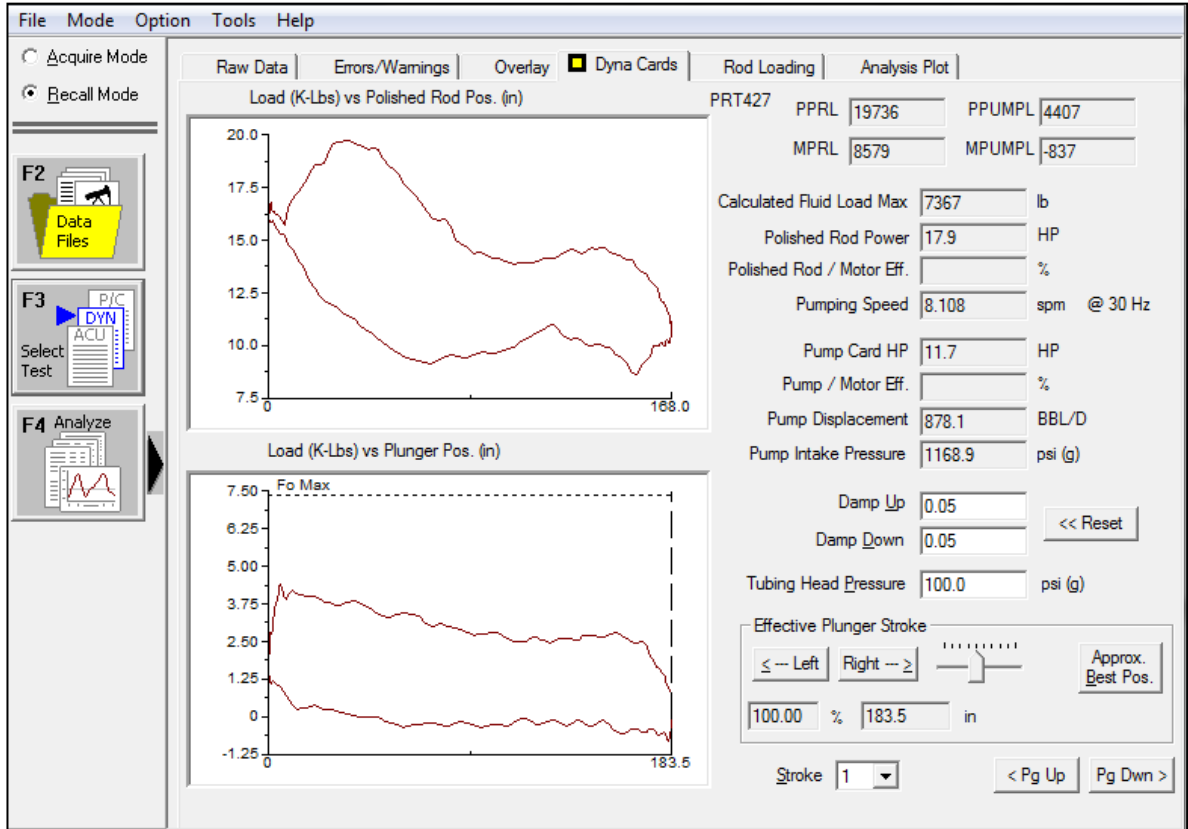 File Mode Option Tools Help
Acquire Mode
Recall Mode
F2
Data
Files
F3
P/C
DYN
ACU
Select
Test
F4 Analyze
Raw Data Errors/Warnings Overlay Dyna Cards Rod Loading Analysis Plot
Load (K-Lbs) vs Polished Rod Pos. (in)
20.0
17.5
15.0
12.5
10.0
7.5
0 168.0
Load (K-Lbs) vs Plunger Pos. (in)
Fo Max
7.50
6.25
5.00
3.75
2.50
1.25
0
-1.25
0 183.5
PRT427 PPRL 19736 PPUMPL 4407
MPRL 8579 MPUMPL -837
Calculated Fluid Load Max 7367 lb
Polished Rod Power 17.9 HP
Polished Rod / Motor Eff. %
Pumping Speed 8.108 spm @ 30 Hz
Pump Card HP 11.7 HP
Pump / Motor Eff. %
Pump Displacement 878.1 BBL/D
Pump Intake Pressure 1168.9 psi (g)
Damp Up 0.05
<< Reset
Damp Down 0.05
Tubing Head Pressure 100.0 psi (g)
Effective Plunger Stroke
< --- Left Right --- >
Approx.
Best Pos.
100.00 % 183.5 in
Stroke 1 < Pg Up Pg Dwn >